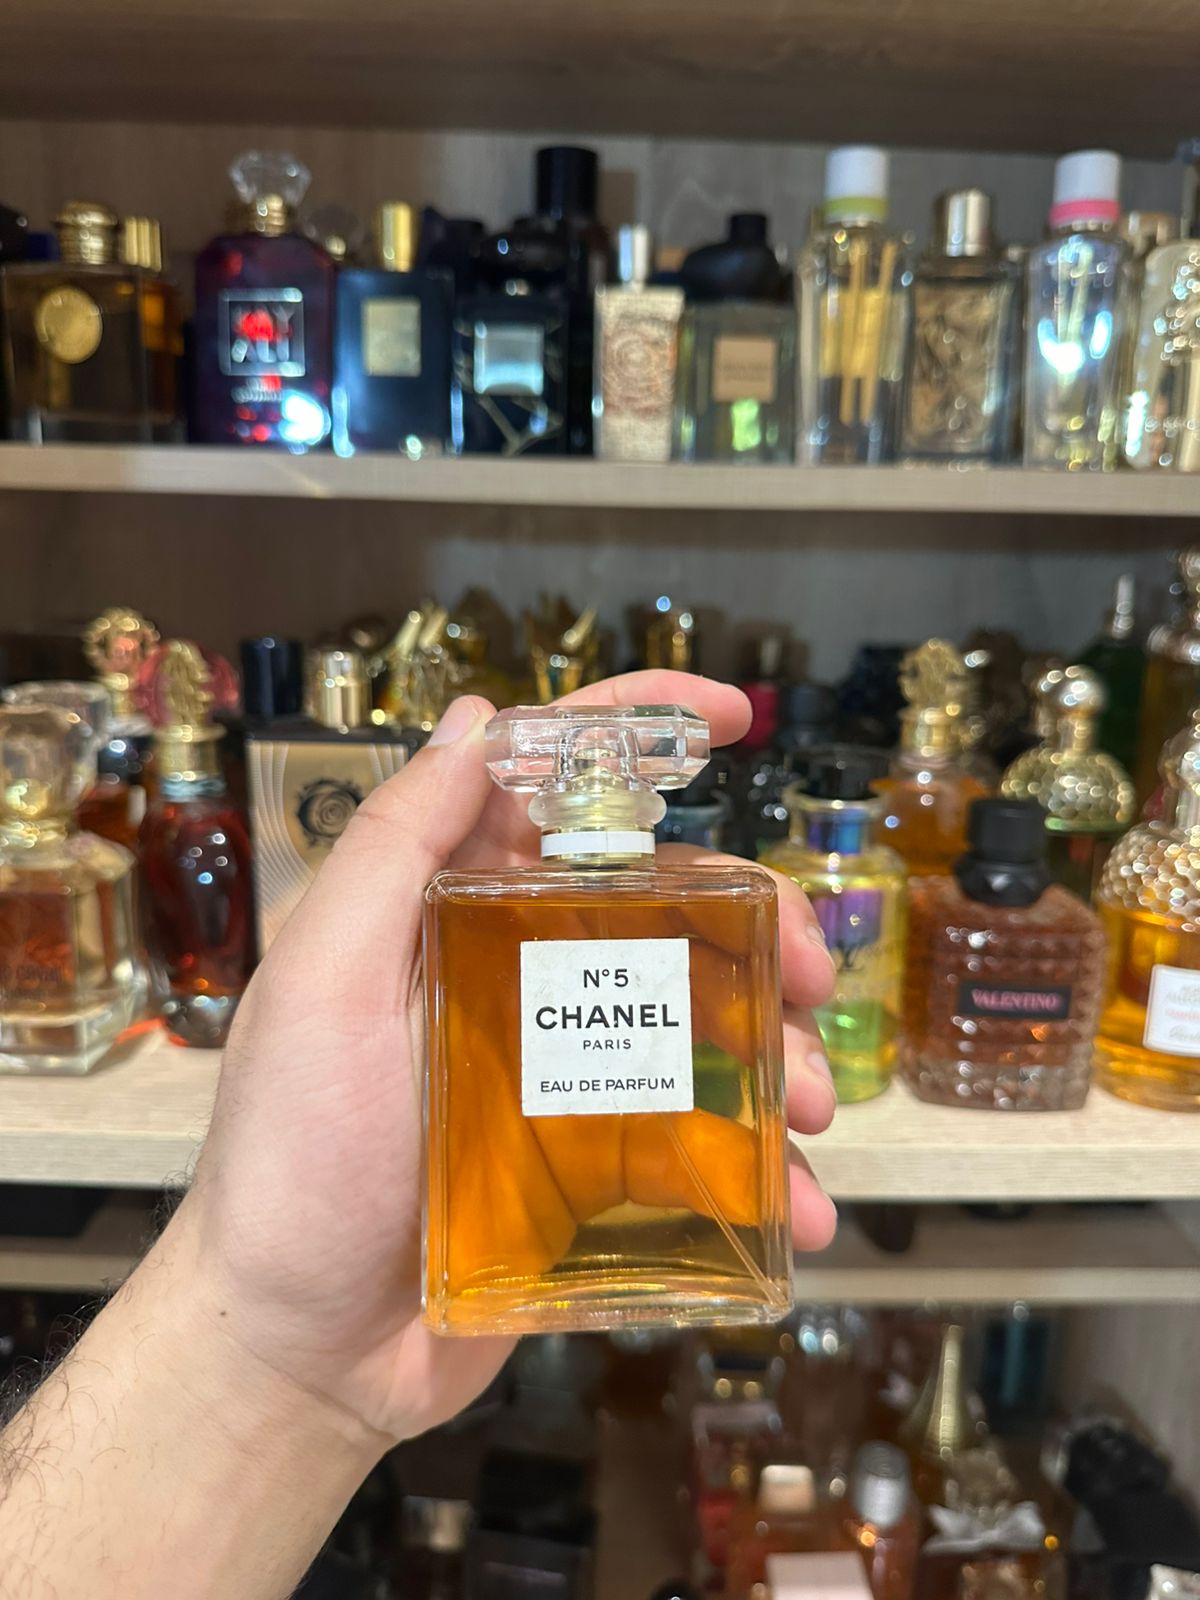 N°5
CHANEL
PARIS
EAU DE PARFUM
VALENTINO